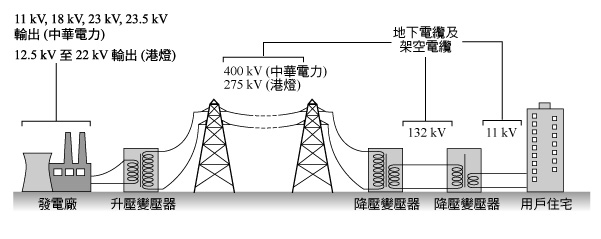 11 kV, 18 kV, 23 kV, 23.5 kV
輸出 (中華電力)
12.5 kV 至 22 kV 輸出 (港燈)
地下電纜及
架空電纜
400 kV (中華電力)
275 kV (港燈)
132 kV
11 kV
發電廠
升壓變壓器
降壓變壓器
降壓變壓器
用戶住宅